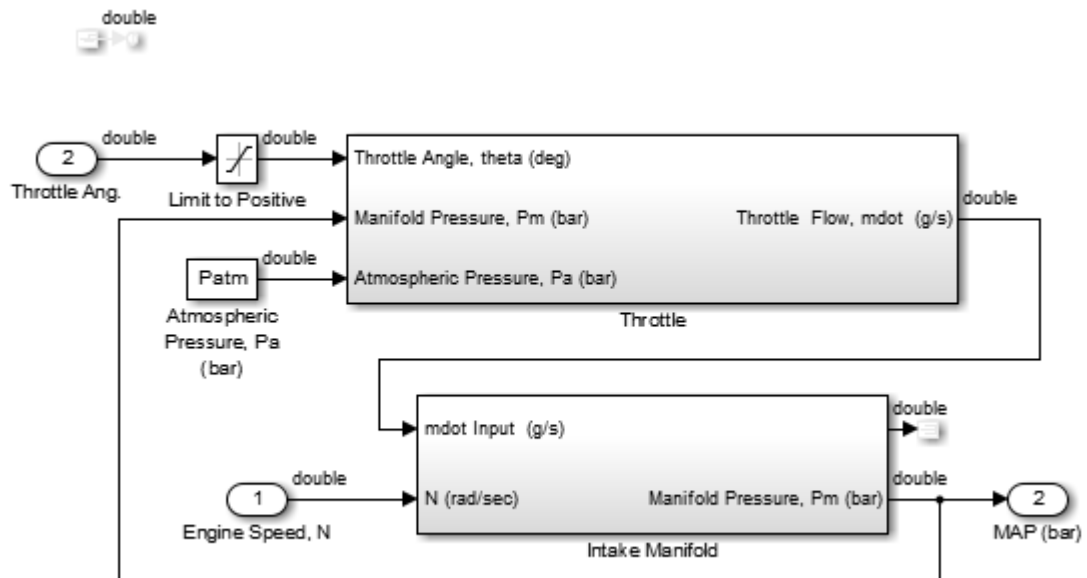 double
double
double
2
Throttle Angle, theta (deg)
Throttle Ang.
Limit to Positive
double
Manifold Pressure, Pm (bar)
Throttle  Flow, mdot  (g/s)
double
Patm
Atmospheric Pressure, Pa (bar)
Atmospheric
Pressure, Pa
(bar)
Throttle
double
mdot Input  (g/s)
double
double
1
N (rad/sec)
Manifold Pressure, Pm (bar)
2
Engine Speed, N
MAP (bar)
Intake Manifold